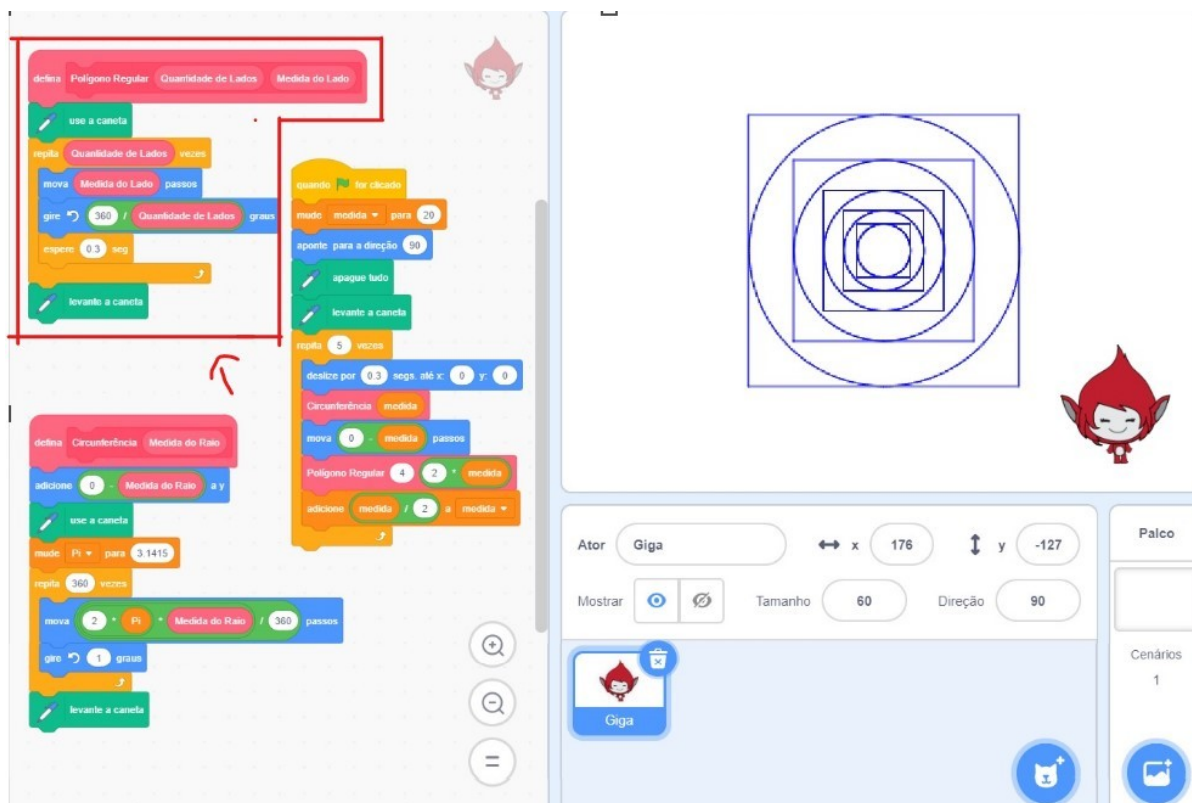 defina Polígono Regular Quantidade de Lados Medida do Lado
use a caneta
repita Quantidade de Lados vezes
mova Medida do Lado passos
gire 360 / Quantidade de Lados graus
espere 0.3 seg
levante a caneta
quando for clicado
mude medida para 20
aponte para a direção 90
apague tudo
levante a caneta
repita 5 vezes
deslize por 0.3 segs. até x: 0 y: 0
Circunferência medida
mova 0 - medida passos
Polígono Regular 4 2 * medida
adicione medida / 2 a medida
defina Circunferência Medida do Raio
adicione 0 - Medida do Raio a y
use a caneta
mude Pi para 3.1415
repita 360 vezes
mova 2 * Pi * Medida do Raio / 360 passos
gire 1 graus
levante a caneta
Ator Giga x 176 y -127
Mostrar Tamanho 60 Direção 90
Giga
Palco
Cenários
1